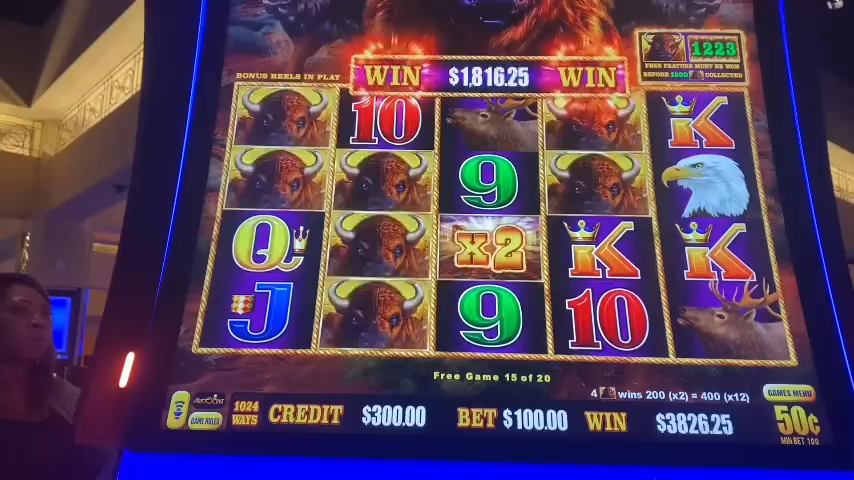 1223
FREE FEATURE MUST BE WON
BEFORE 1800 COLLECTED
BONUS REELS IN PLAY
WIN $1,816.25 WIN
10 K
9
Q X2 K K
J 9 10
Free Game 15 of 20
4 wins 200 (x2) = 400 (x12)
GAME RULES
1024 WAYS
CREDIT $300.00 BET $100.00 WIN $3826.25
GAMES MENU
50¢
MIN BET 100